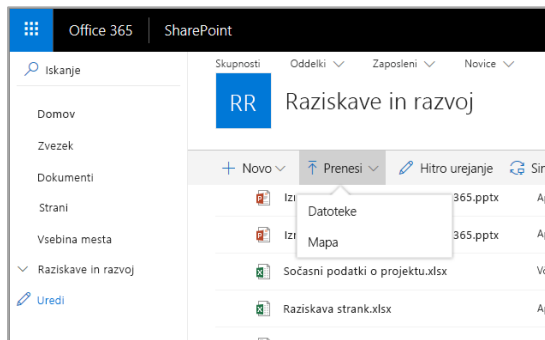 Office 365 SharePoint
Iskanje
Domov
Zvezek
Dokumenti
Strani
Vsebina mesta
Raziskave in razvoj
Uredi
Skupnosti Oddelki Zaposleni Novice
RR Raziskave in razvoj
+ Novo Prenesi Hitro urejanje
365.pptx
Datoteke
365.pptx
Mapa
Sočasni podatki o projektu.xlsx
Raziskava strank.xlsx